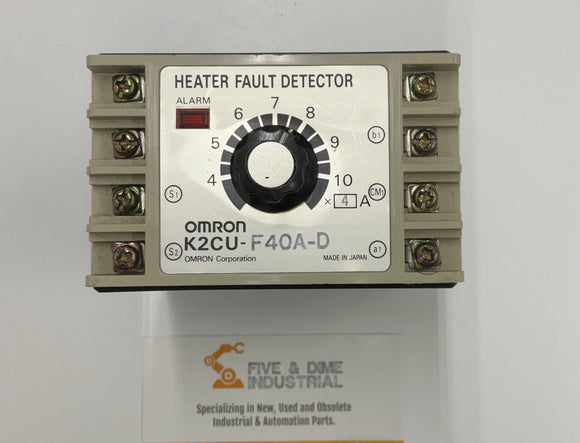 HEATER FAULT DETECTOR
ALARM
4 5 6 7 8 9 10
× 4 A
b1
S1
CM1
OMRON
K2CU-F40A-D
S2
OMRON Corporation
MADE IN JAPAN
a1
FIVE & DIME
INDUSTRIAL
Specializing in New, Used and Obsolete
Industrial & Automation Parts.